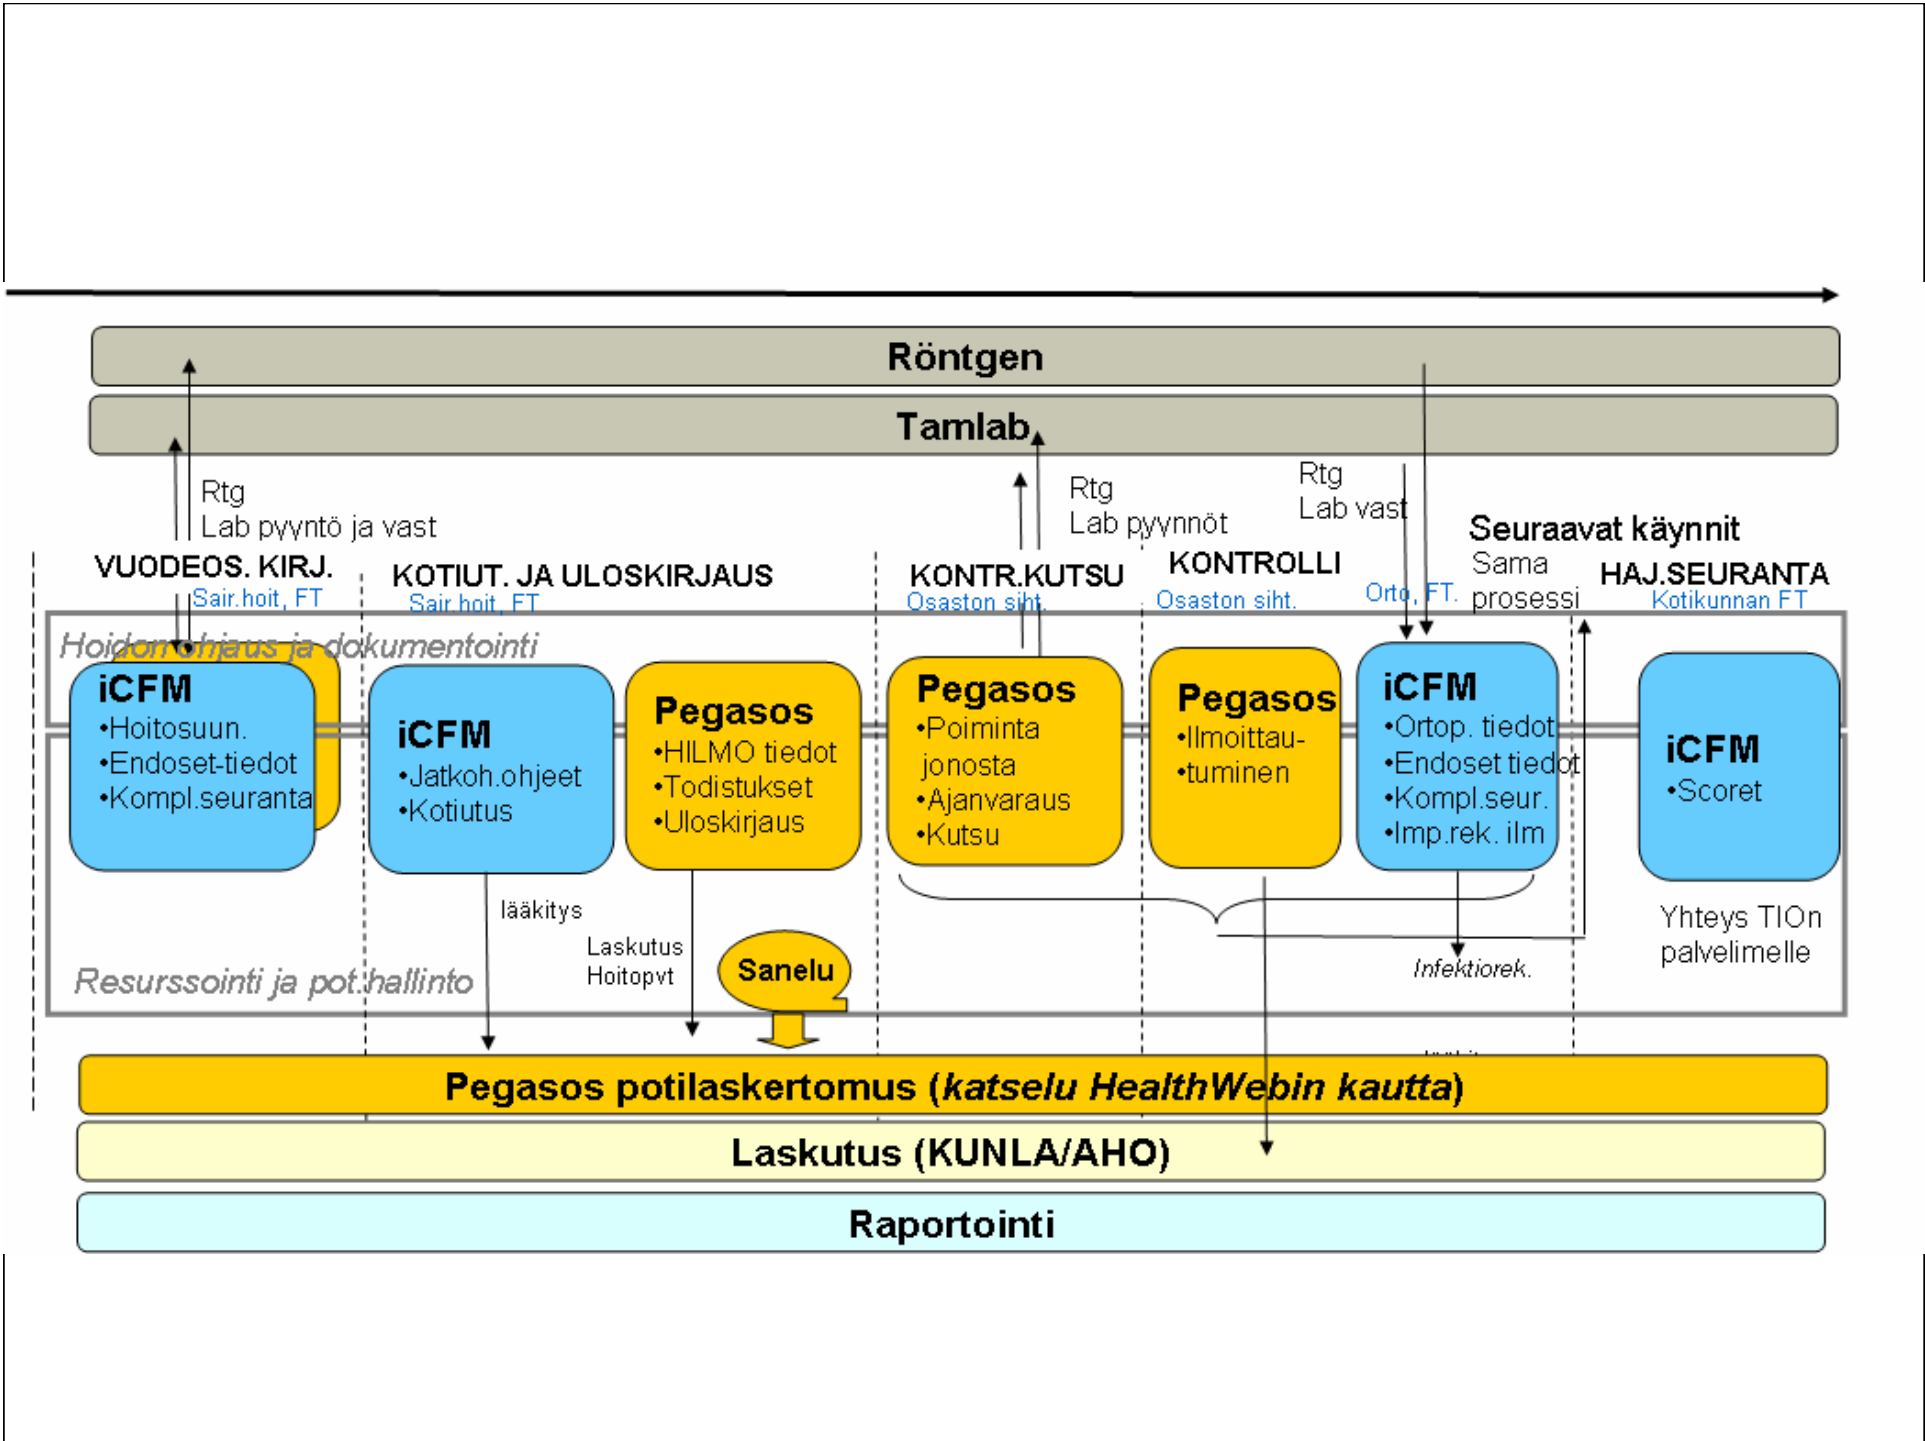 Röntgen
Tamlab
Rtg
Lab pyyntö ja vast
Rtg
Lab pyynnöt
Rtg
Lab vast
Seuraavat käynnit
Sama
prosessi
VUODEOS. KIRJ.
Sair.hoit, FT
KOTIUT. JA ULOSKIRJAUS
Sair.hoit, FT
KONTR.KUTSU
Osaston siht.
KONTROLLI
Osaston siht.
Orto, FT.
HAJ.SEURANTA
Kotikunnan FT
Hoidon ohjaus ja dokumentointi
iCFM
•Hoitosuun.
•Endoset-tiedot
•Kompl.seuranta
iCFM
•Jatkoh.ohjeet
•Kotiutus
Pegasos
•HILMO tiedot
•Todistukset
•Uloskirjaus
Pegasos
•Poiminta
jonosta
•Ajanvaraus
•Kutsu
Pegasos
•Ilmoittau-
•tuminen
iCFM
•Ortop. tiedot
•Endoset tiedot
•Kompl.seur.
•Imp.rek. ilm
iCFM
•Scoret
lääkitys
Laskutus
Hoitopvt
Sanelu
Infektiorek.
Yhteys TIOn
palvelimelle
Resurssointi ja pot.hallinto
Pegasos potilaskertomus (katselu HealthWebin kautta)
Laskutus (KUNLA/AHO)
Raportointi